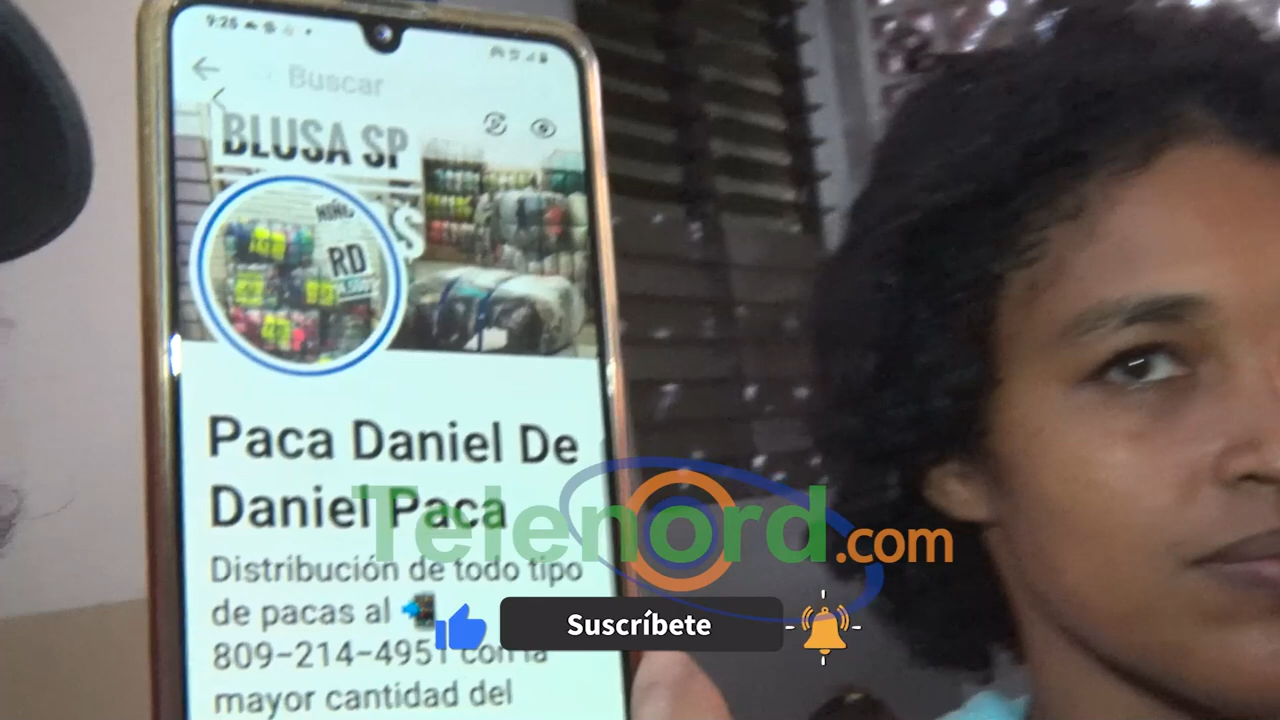 9:26
Buscar
BLUSA SP
NIÑO
RD
Paca Daniel De
Daniel Paca
Distribución de todo tipo
de pacas al
809-214-4951 con la
mayor cantidad del
Telenord.com
Suscríbete